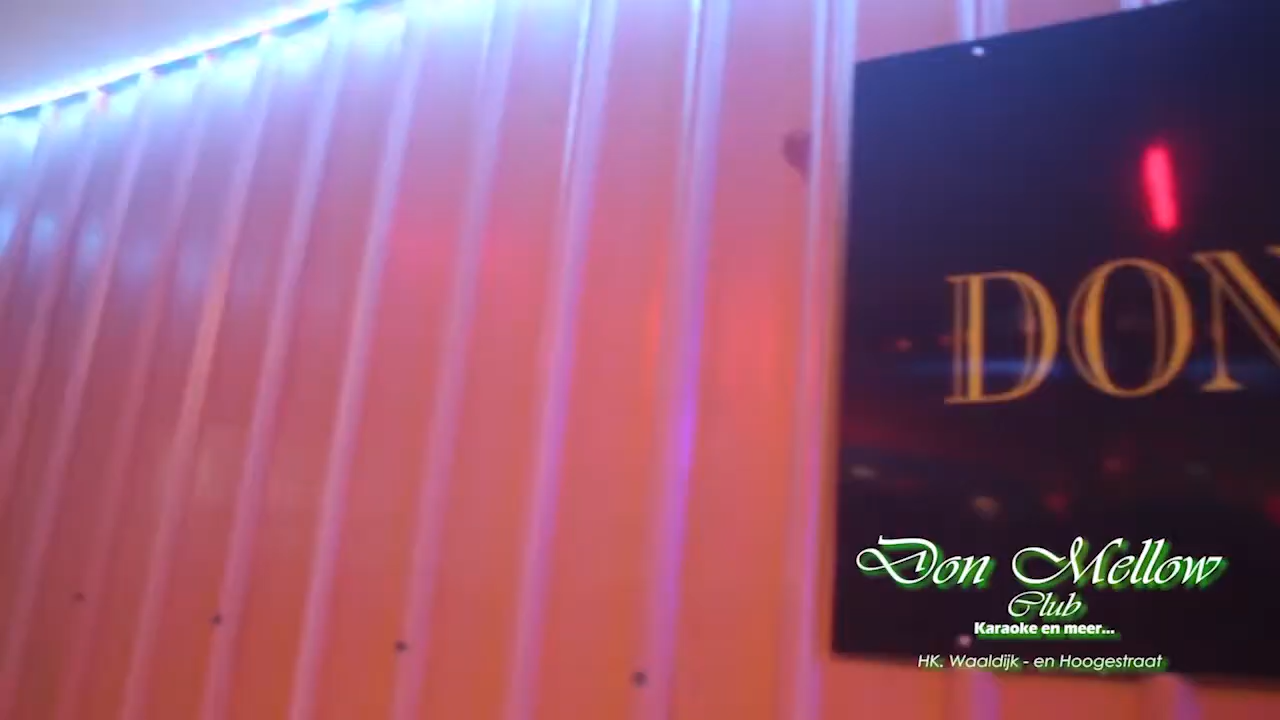 DON
Don Mellow
Club
Karaoke en meer...
HK. Waaldijk - en Hoogestraat